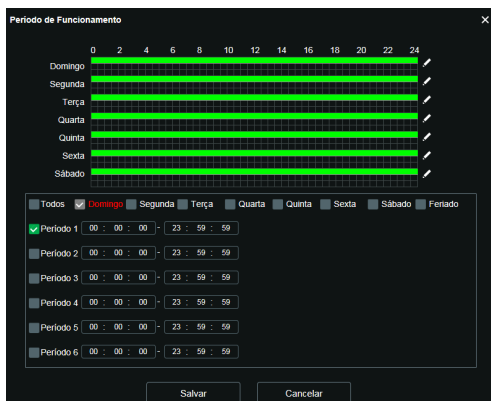 Período de Funcionamento
0 2 4 6 8 10 12 14 16 18 20 22 24
Domingo
Segunda
Terça
Quarta
Quinta
Sexta
Sábado
Todos Domingo Segunda Terça Quarta Quinta Sexta Sábado Feriado
Período 1 00 : 00 : 00 - 23 : 59 : 59
Período 2 00 : 00 : 00 - 23 : 59 : 59
Período 3 00 : 00 : 00 - 23 : 59 : 59
Período 4 00 : 00 : 00 - 23 : 59 : 59
Período 5 00 : 00 : 00 - 23 : 59 : 59
Período 6 00 : 00 : 00 - 23 : 59 : 59
Salvar Cancelar